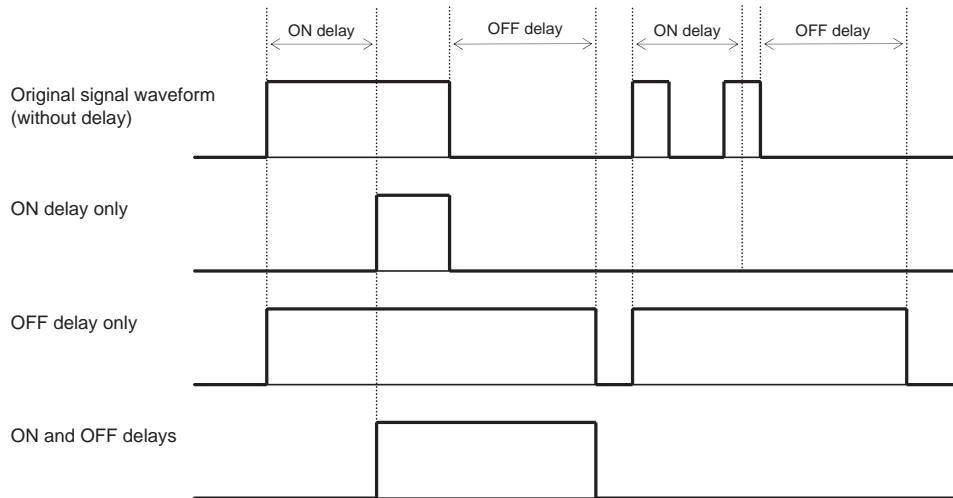 ON delay
OFF delay
ON delay
OFF delay
Original signal waveform
(without delay)
ON delay only
OFF delay only
ON and OFF delays